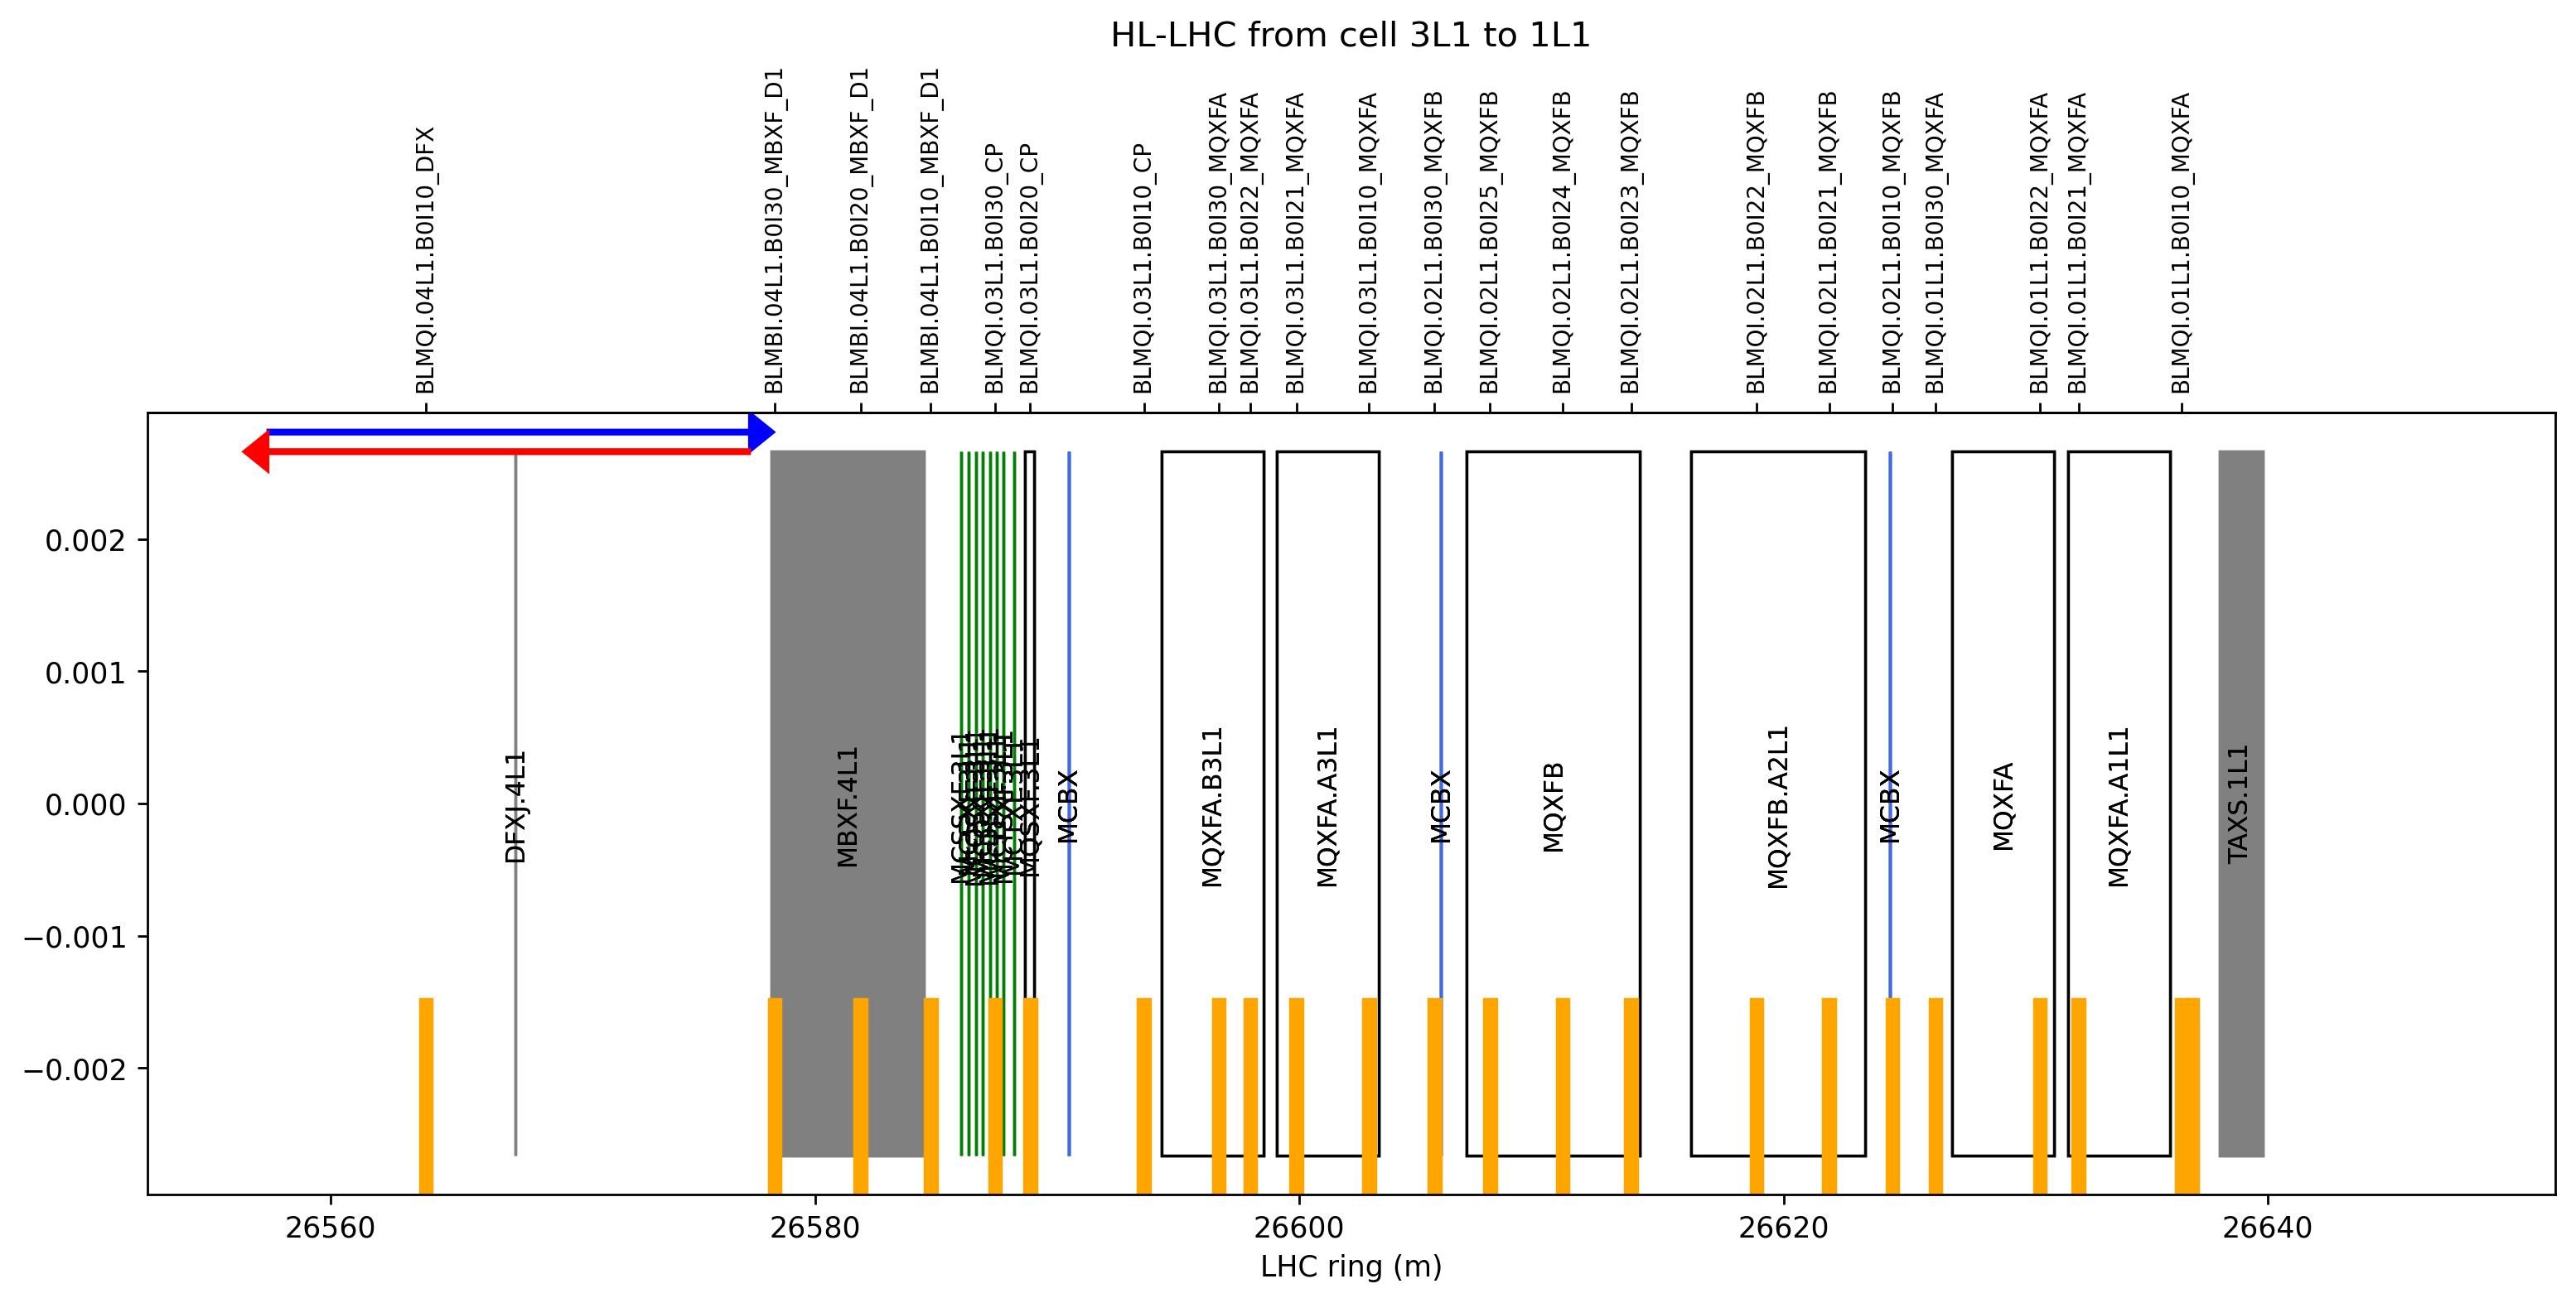 HL-LHC from cell 3L1 to 1L1
BLMQI.04L1.B0I10_DFX
BLMBI.04L1.B0I30_MBXF_D1
BLMBI.04L1.B0I20_MBXF_D1
BLMBI.04L1.B0I10_MBXF_D1
BLMQI.03L1.B0I30_CP
BLMQI.03L1.B0I20_CP
BLMQI.03L1.B0I10_CP
BLMQI.03L1.B0I30_MQXFA
BLMQI.03L1.B0I22_MQXFA
BLMQI.03L1.B0I21_MQXFA
BLMQI.03L1.B0I10_MQXFA
BLMQI.02L1.B0I30_MQXFB
BLMQI.02L1.B0I25_MQXFB
BLMQI.02L1.B0I24_MQXFB
BLMQI.02L1.B0I23_MQXFB
BLMQI.02L1.B0I22_MQXFB
BLMQI.02L1.B0I21_MQXFB
BLMQI.02L1.B0I10_MQXFB
BLMQI.01L1.B0I30_MQXFA
BLMQI.01L1.B0I22_MQXFA
BLMQI.01L1.B0I21_MQXFA
BLMQI.01L1.B0I10_MQXFA
0.002
0.001
0.000
−0.001
−0.002
DFXJ.4L1
MBXF.4L1
MQSXF.3L1
MCBX
MQXFA.B3L1
MQXFA.A3L1
MCBX
MQXFB
MQXFB.A2L1
MCBX
MQXFA
MQXFA.A1L1
TAXS.1L1
26560
26580
26600
26620
26640
LHC ring (m)